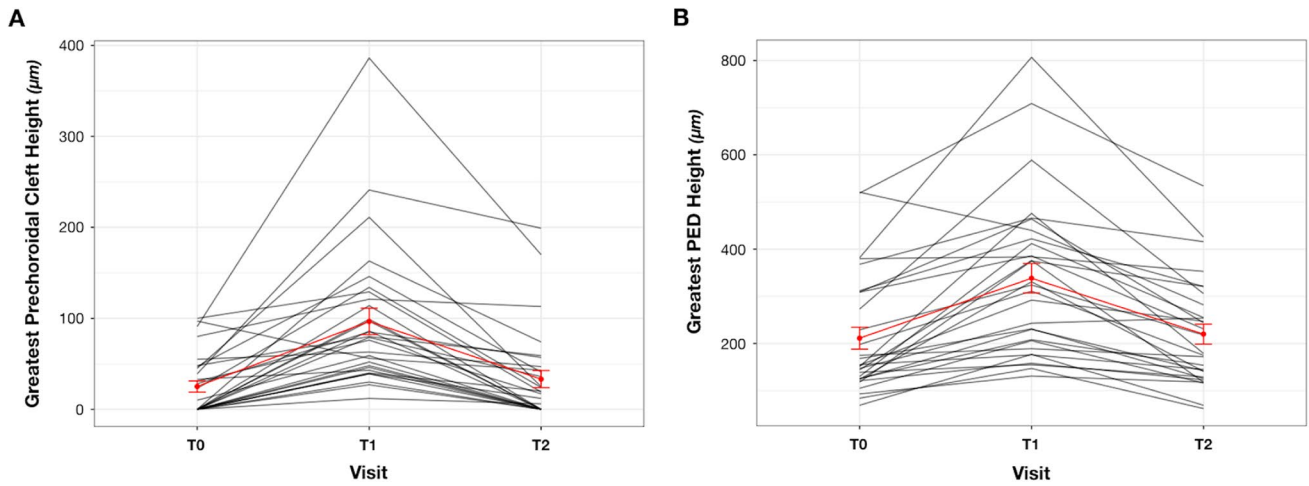 A
Greatest Prechoroidal Cleft Height (μm)
400
300
200
100
0
T0
T1
T2
Visit
B
Greatest PED Height (μm)
800
600
400
200
T0
T1
T2
Visit